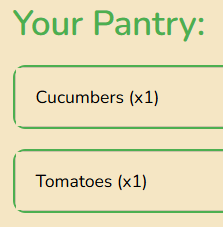 Your Pantry:
Cucumbers (x1)
Tomatoes (x1)